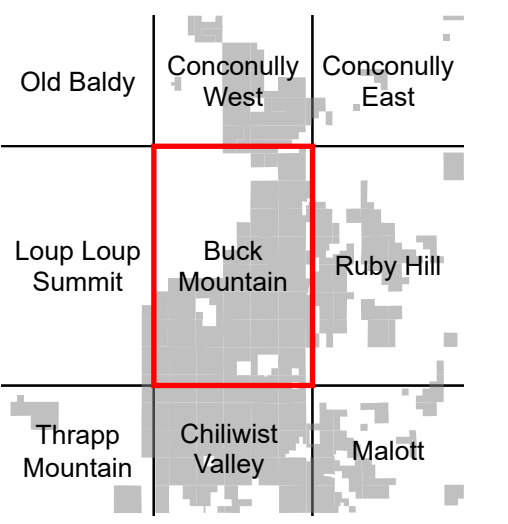 Old Baldy
Conconully
West
Conconully
East
Loup Loup
Summit
Buck
Mountain
Ruby Hill
Thrapp
Mountain
Chiliwist
Valley
Malott